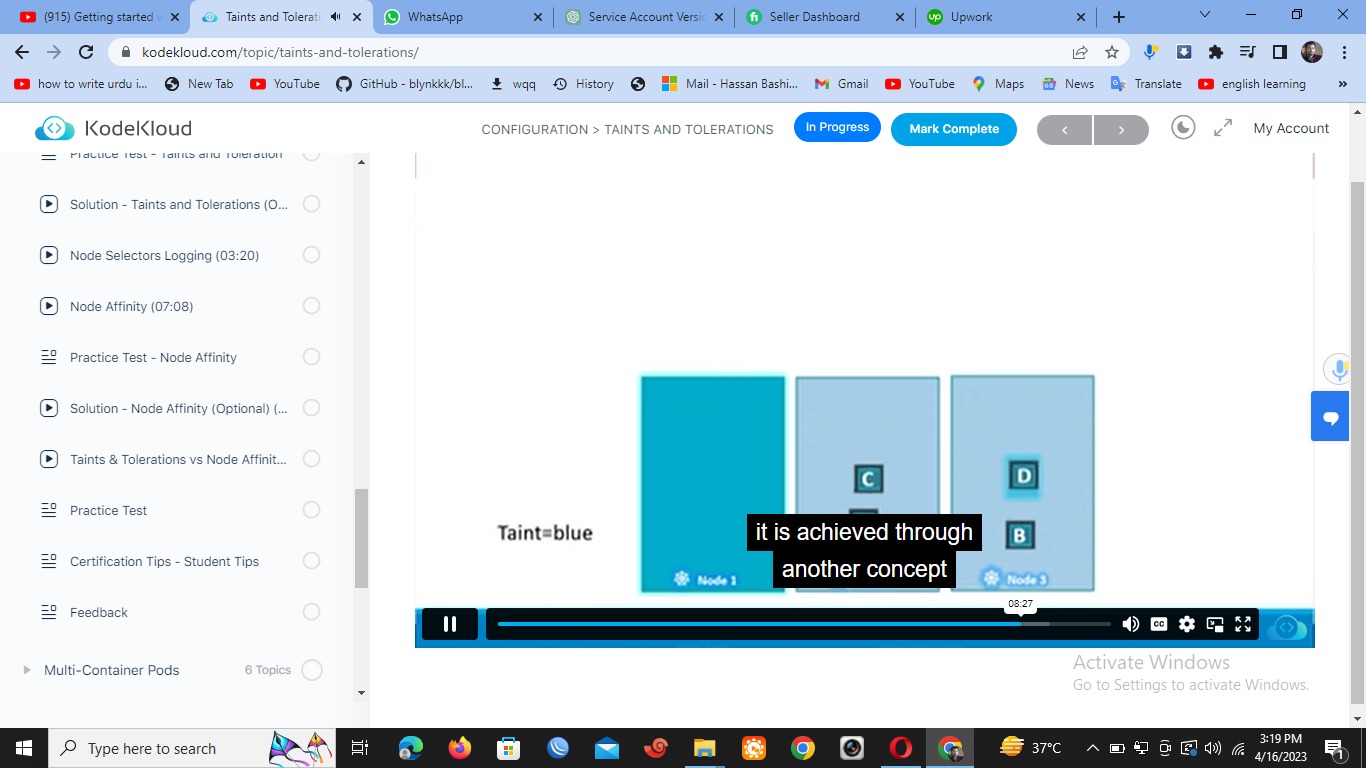 (915) Getting started w
Taints and Tolerati
WhatsApp
Service Account Versio
Seller Dashboard
Upwork
kodekloud.com/topic/taints-and-tolerations/
how to write urdu i...
New Tab
YouTube
GitHub - blynkkk/bl...
wqq
History
Mail - Hassan Bashi...
Gmail
YouTube
Maps
News
Translate
english learning
»
KodeKloud
CONFIGURATION > TAINTS AND TOLERATIONS
In Progress
Mark Complete
My Account
Practice Test - Taints and Toleration
Solution - Taints and Tolerations (O...
Node Selectors Logging (03:20)
Node Affinity (07:08)
Practice Test - Node Affinity
Solution - Node Affinity (Optional) (...
Taints & Tolerations vs Node Affinit...
Practice Test
Certification Tips - Student Tips
Feedback
Multi-Container Pods
6 Topics
C
D
B
Taint=blue
Node 1
Node 3
it is achieved through
another concept
08:27
CC
Activate Windows
Go to Settings to activate Windows.
Type here to search
37°C
3:19 PM
4/16/2023
1